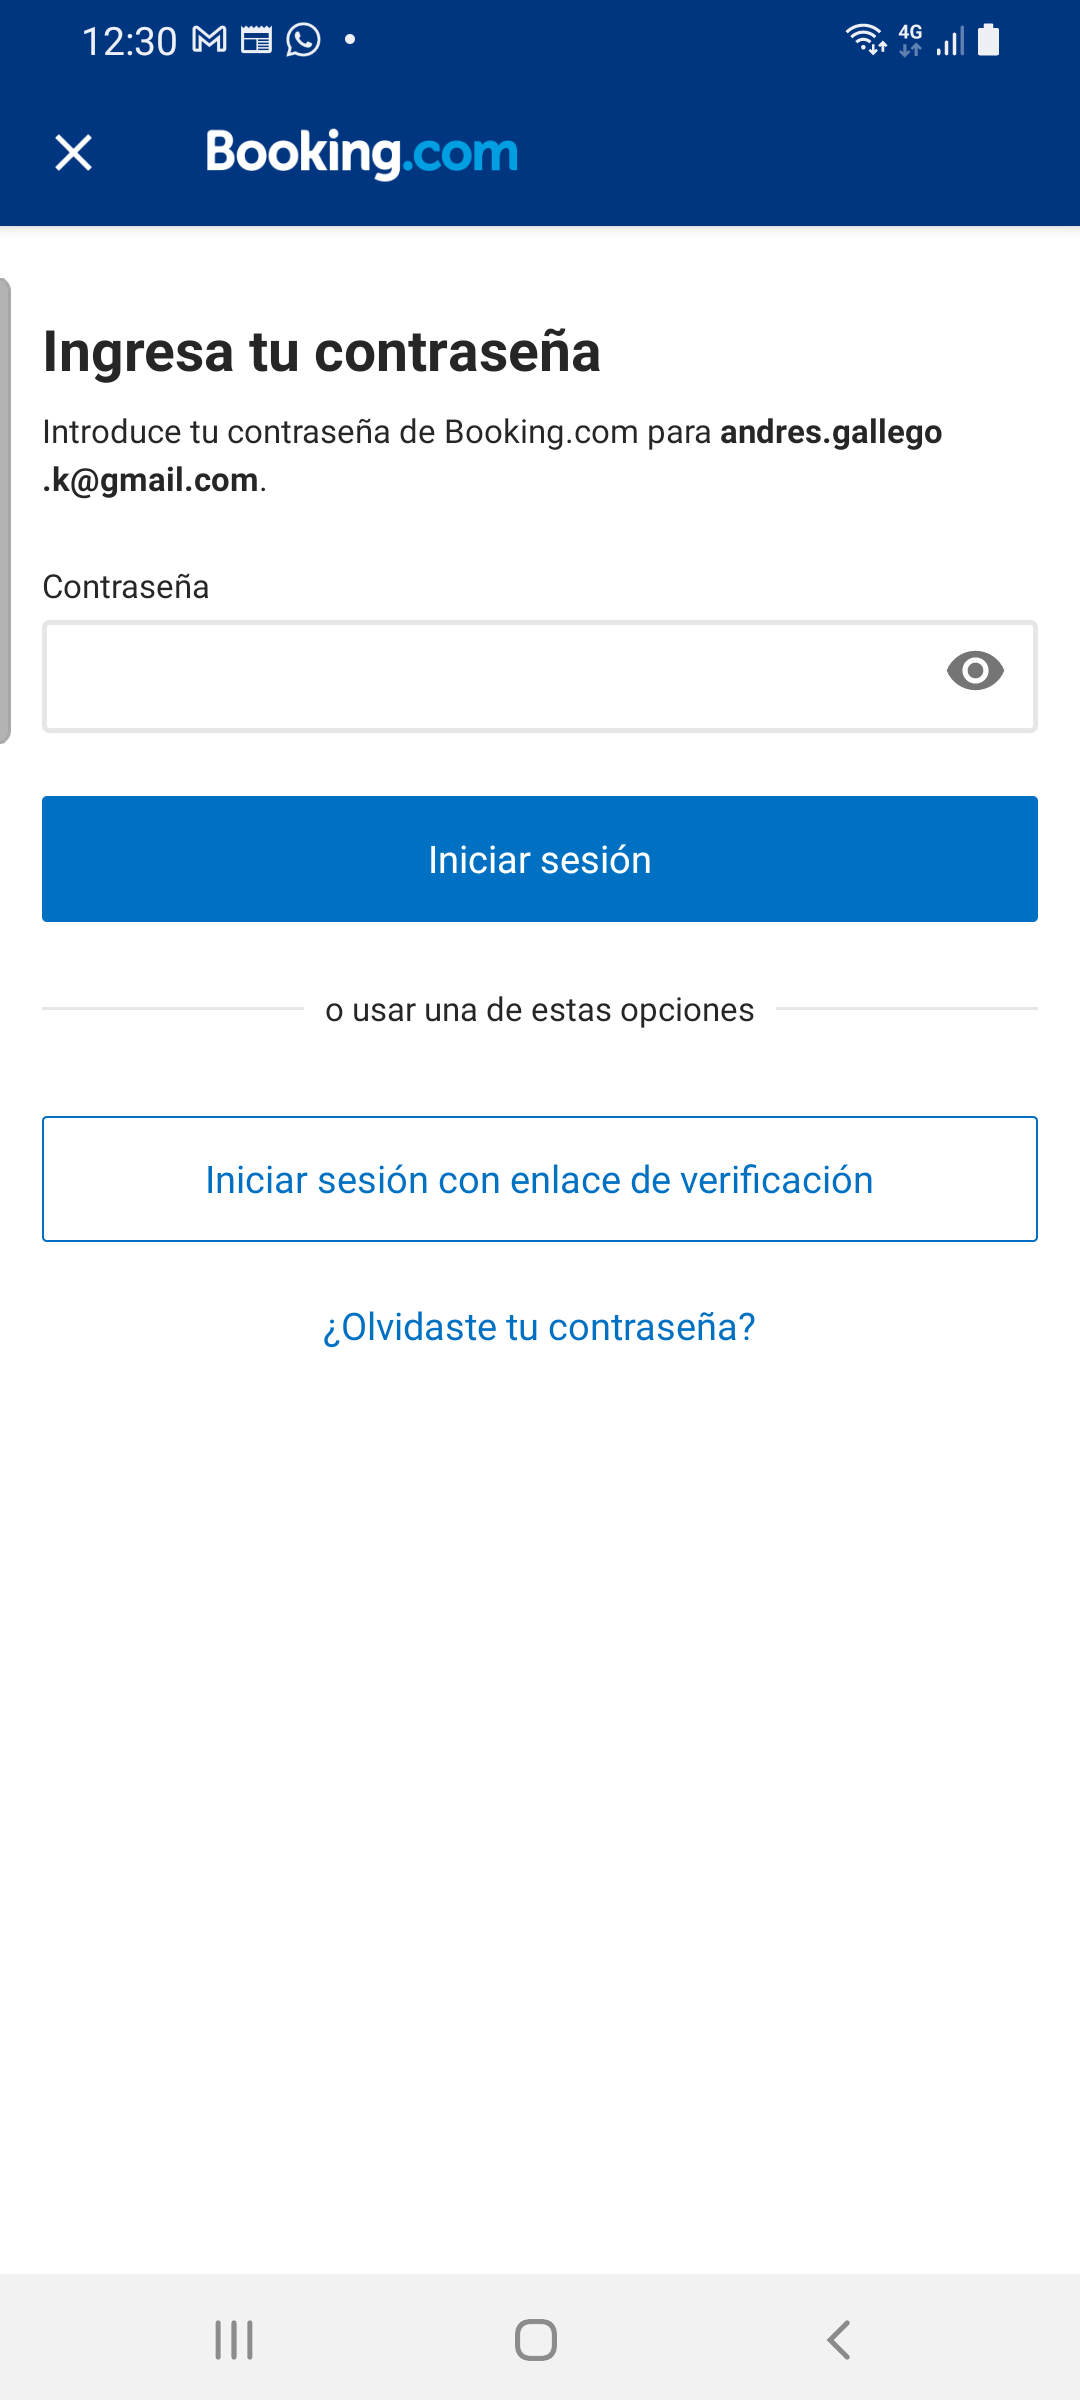 12:30
4G
Booking.com
Ingresa tu contraseña
Introduce tu contraseña de Booking.com para andres.gallego
.k@gmail.com.
Contraseña
Iniciar sesión
o usar una de estas opciones
Iniciar sesión con enlace de verificación
¿Olvidaste tu contraseña?